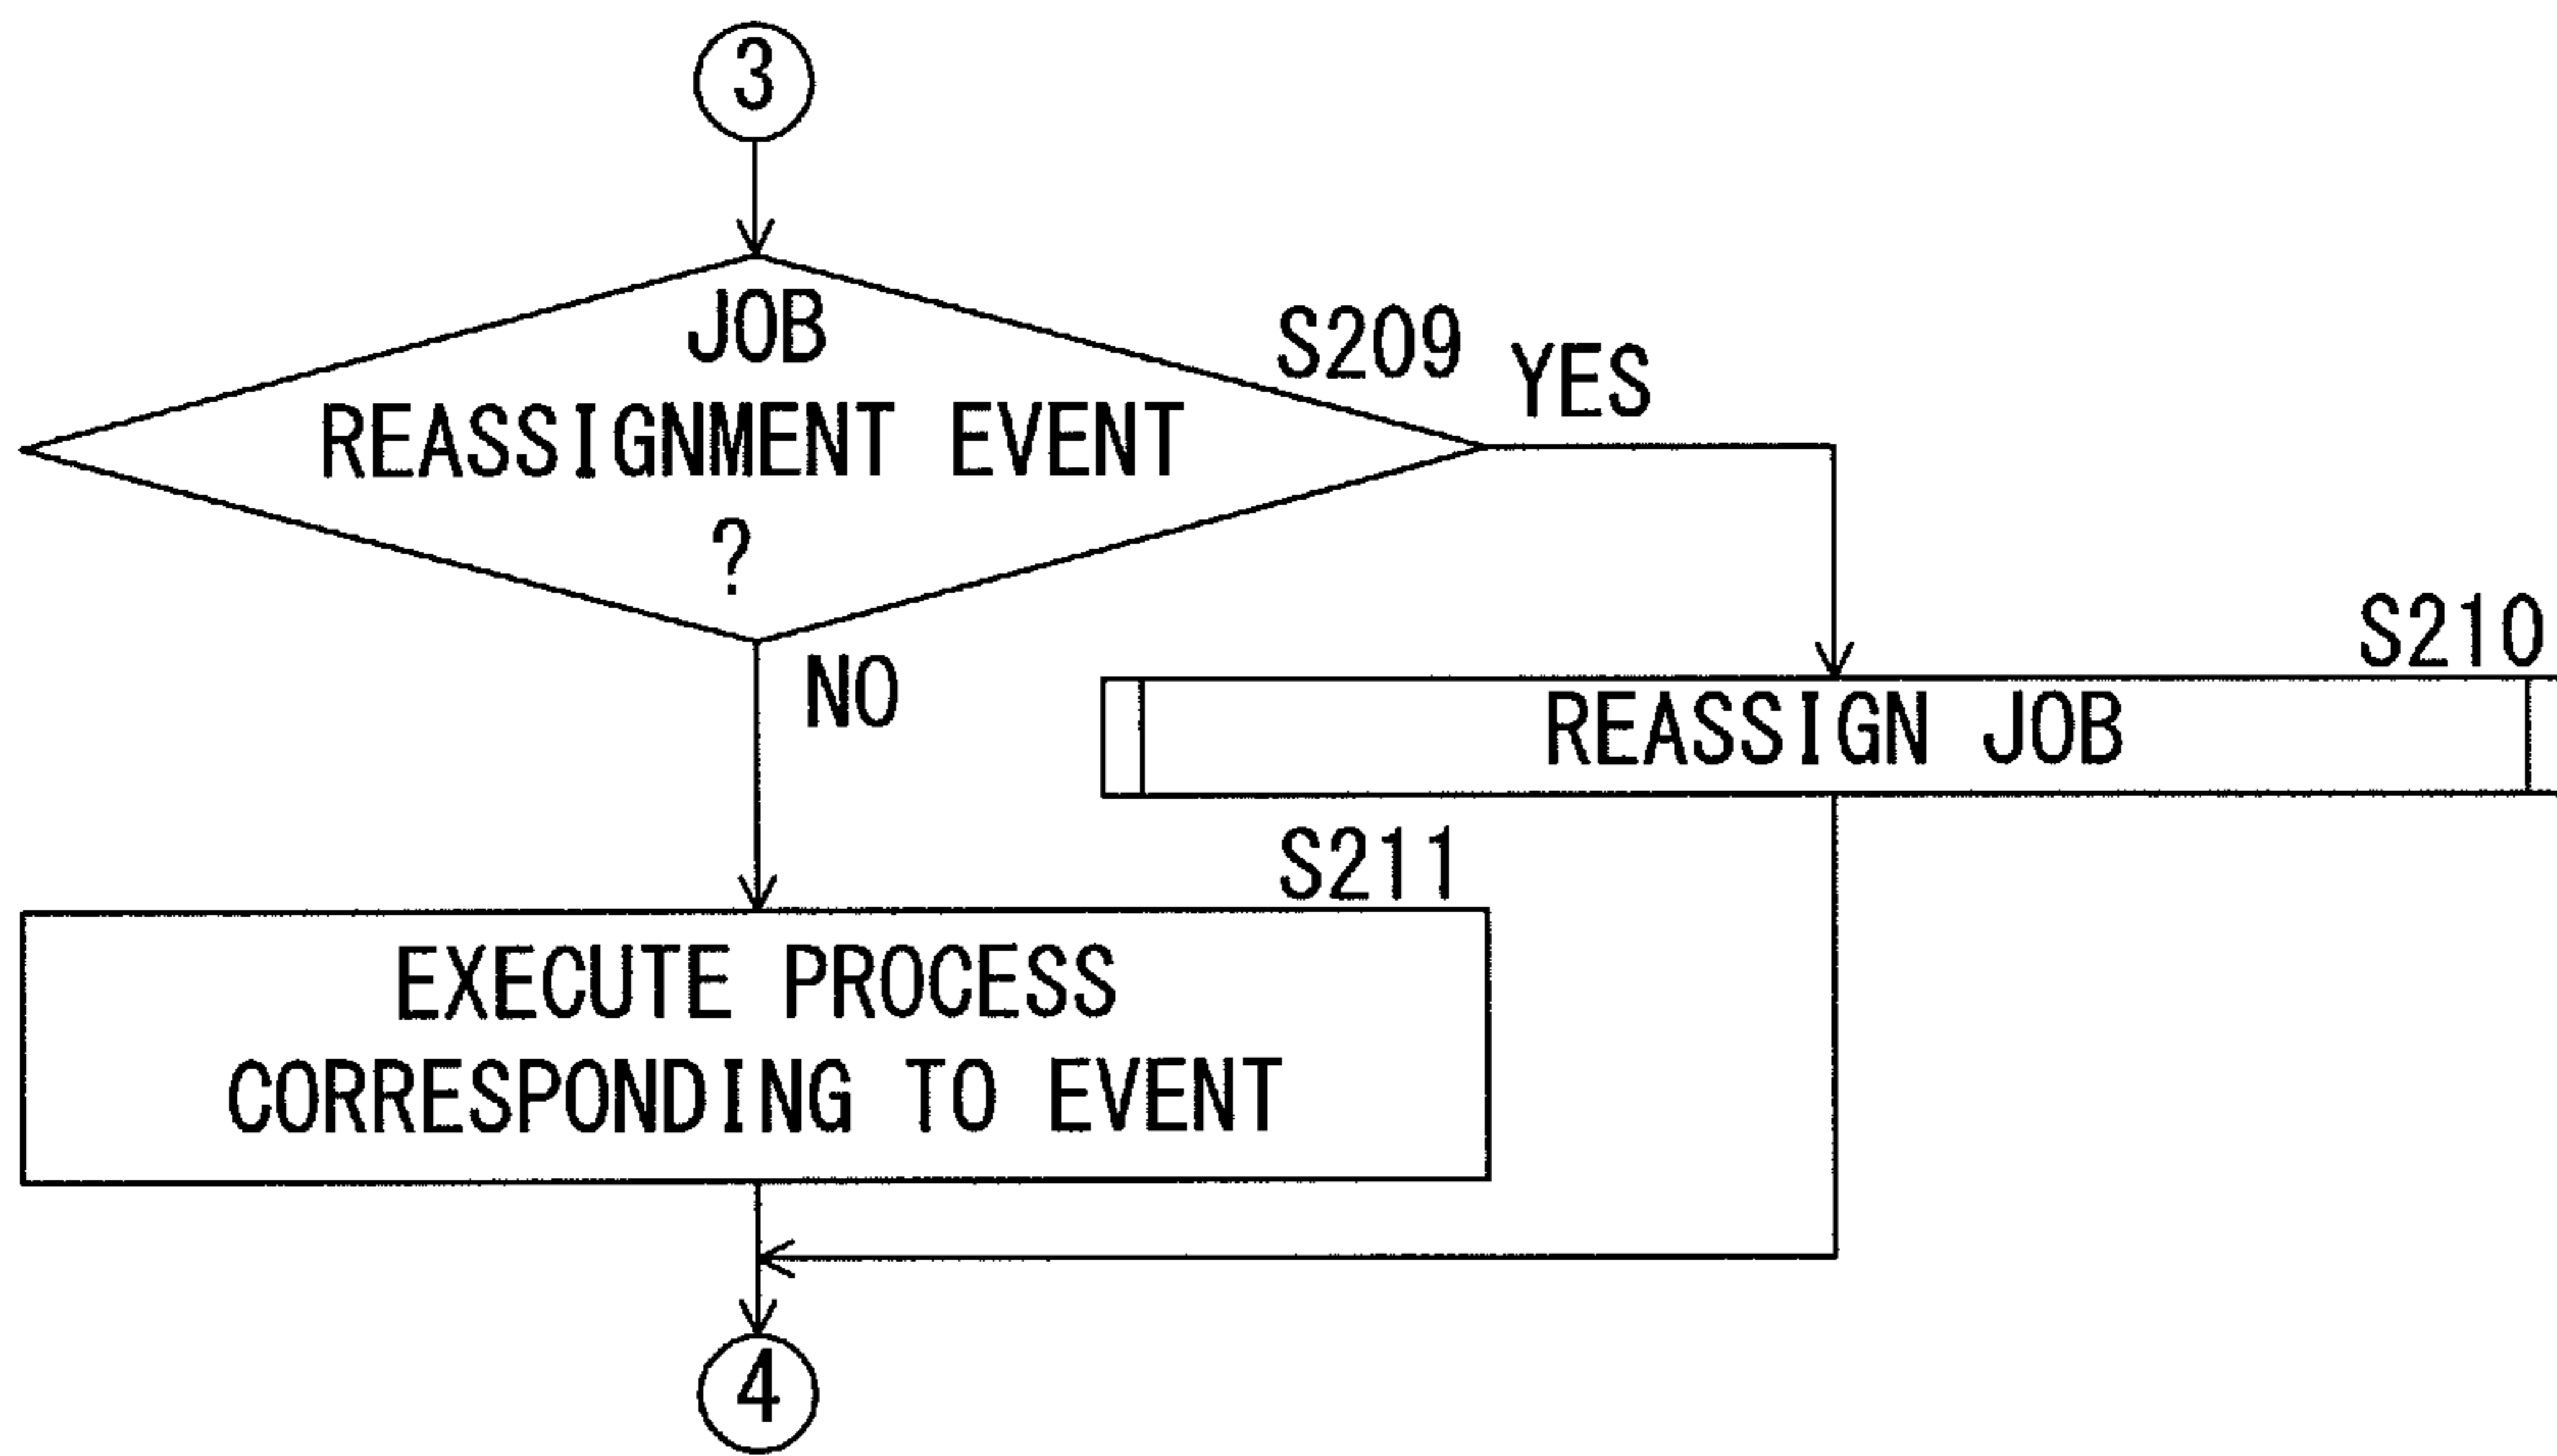 3
JOB
REASSIGNMENT EVENT
?
S209
YES
NO
S210
REASSIGN JOB
S211
EXECUTE PROCESS
CORRESPONDING TO EVENT
4